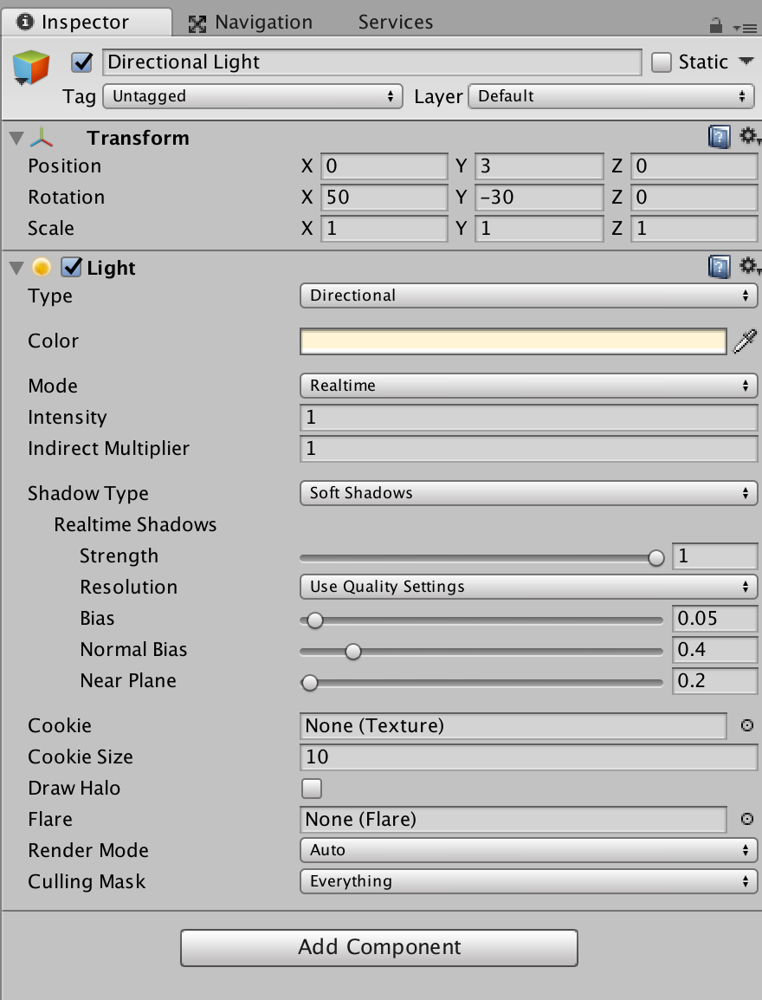 Inspector Navigation Services
Directional Light Static
Tag Untagged Layer Default
Transform
Position X 0 Y 3 Z 0
Rotation X 50 Y -30 Z 0
Scale X 1 Y 1 Z 1
Light
Type Directional
Color
Mode Realtime
Intensity 1
Indirect Multiplier 1
Shadow Type Soft Shadows
Realtime Shadows
Strength 1
Resolution Use Quality Settings
Bias 0.05
Normal Bias 0.4
Near Plane 0.2
Cookie None (Texture)
Cookie Size 10
Draw Halo
Flare None (Flare)
Render Mode Auto
Culling Mask Everything
Add Component